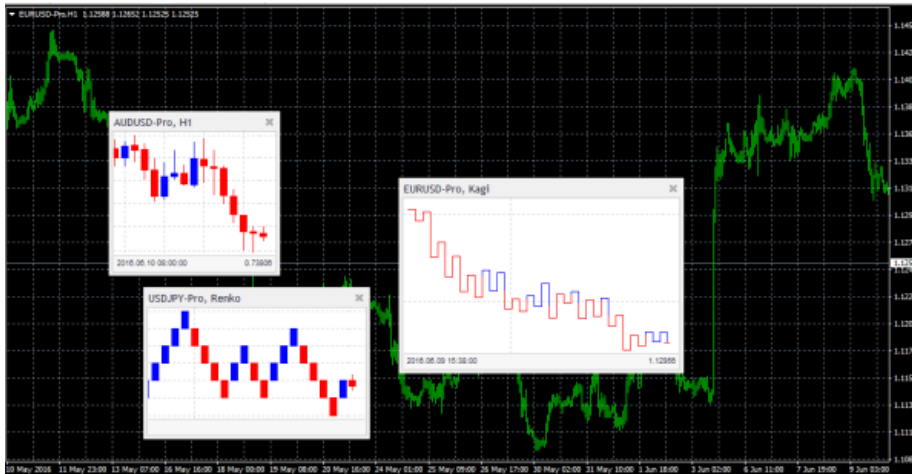 EURUSD-Pro,H1 1.12588 1.12652 1.12525 1.12525
AUDUSD-Pro, H1
2016.06.10 08:00:00 0.73936
EURUSD-Pro, Kagi
2016.06.09 15:38:00 1.12966
USDJPY-Pro, Renko
10 May 2016 11 May 23:00 13 May 07:00 16 May 16:00 18 May 00:00 19 May 08:00 20 May 16:00 24 May 01:00 25 May 09:00 26 May 17:00 30 May 02:00 31 May 10:00 1 Jun 18:00 3 Jun 02:00 6 Jun 11:00 7 Jun 19:00 9 Jun 03:00